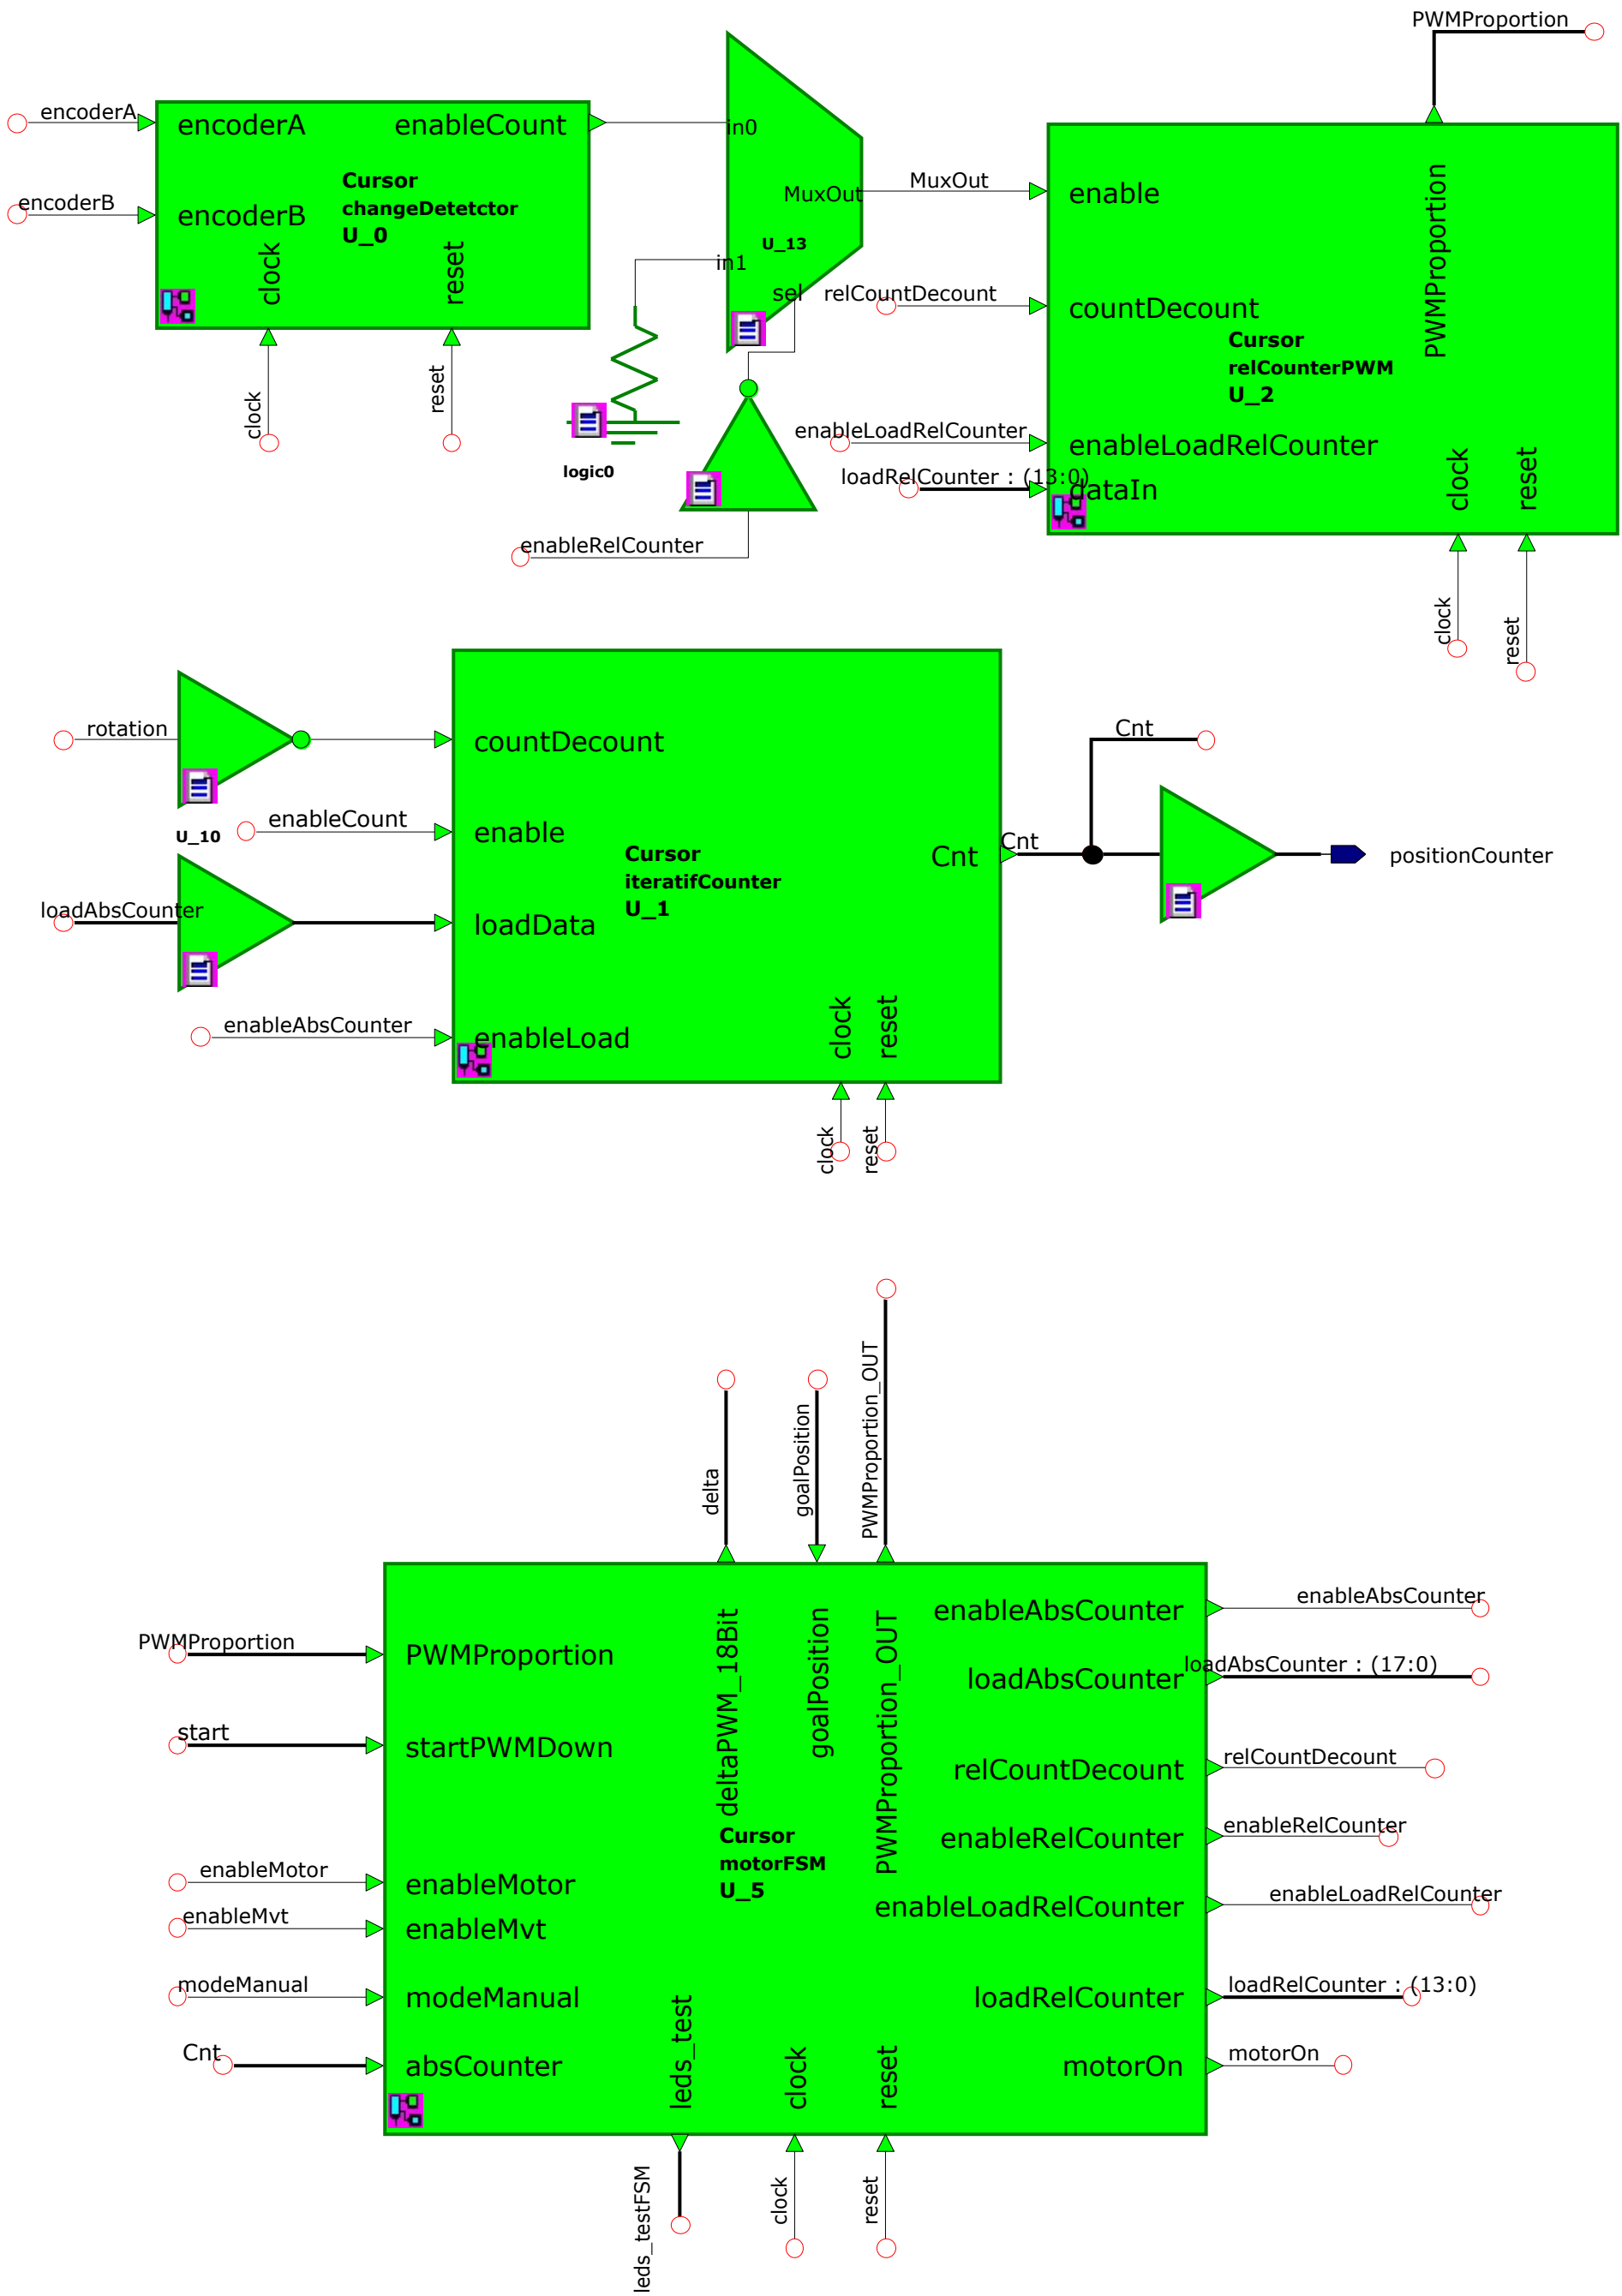 PWMProportion
encoderA
encoderA
enableCount
in0
Cursor
changeDetetctor
U_0
encoderB
encoderB
clock
reset
clock
reset
MuxOut
U_13
in1
sel
MuxOut
enable
PWMProportion
relCountDecount
countDecount
Cursor
relCounterPWM
U_2
logic0
enableLoadRelCounter
enableLoadRelCounter
loadRelCounter : (13:0)
dataIn
clock
reset
enableRelCounter
clock
reset
rotation
countDecount
Cnt
U_10
enableCount
enable
Cursor
iteratifCounter
U_1
Cnt
Cnt
positionCounter
loadAbsCounter
loadData
enableAbsCounter
enableLoad
clock
reset
clock
reset
delta
goalPosition
PWMProportion_OUT
PWMProportion
PWMProportion
deltaPWM_18Bit
goalPosition
PWMProportion_OUT
enableAbsCounter
enableAbsCounter
loadAbsCounter
loadAbsCounter : (17:0)
start
startPWMDown
relCountDecount
relCountDecount
Cursor
motorFSM
U_5
enableRelCounter
enableRelCounter
enableMotor
enableMotor
enableLoadRelCounter
enableLoadRelCounter
enableMvt
enableMvt
modeManual
modeManual
loadRelCounter
loadRelCounter : (13:0)
Cnt
absCounter
leds_test
clock
reset
motorOn
motorOn
leds_testFSM
clock
reset